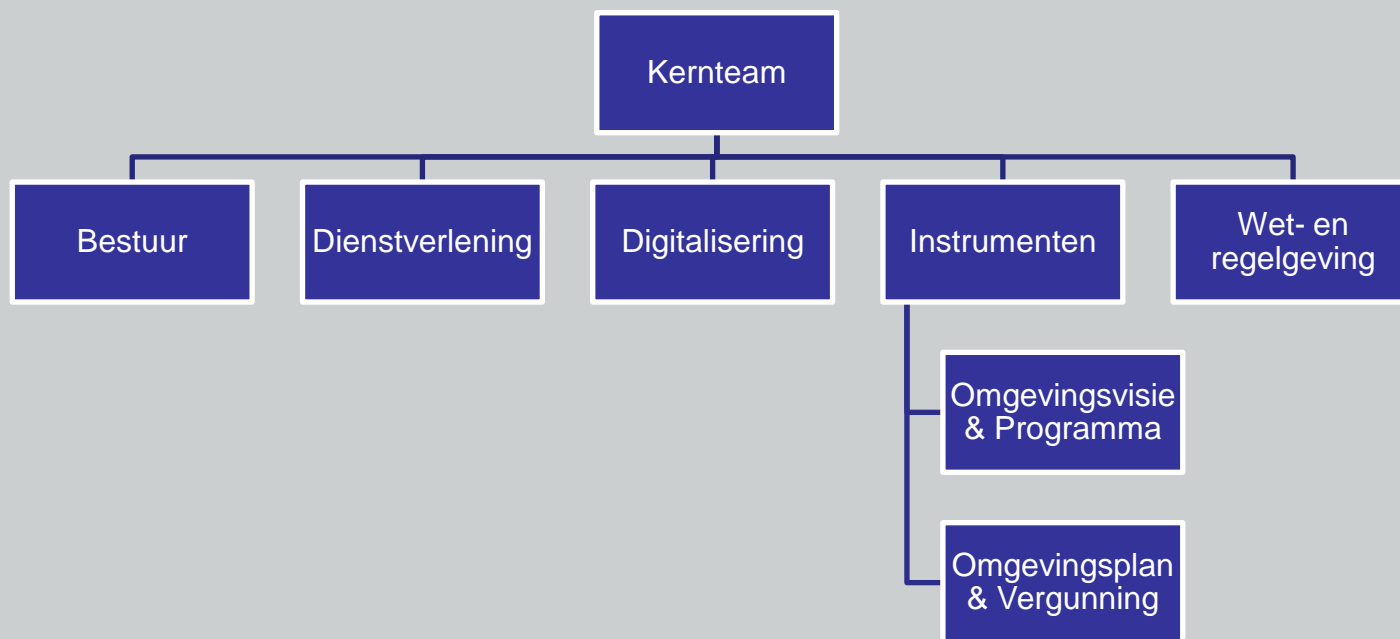 Kernteam
Bestuur
Dienstverlening
Digitalisering
Instrumenten
Wet- en
regelgeving
Omgevingsvisie
& Programma
Omgevingsplan
& Vergunning